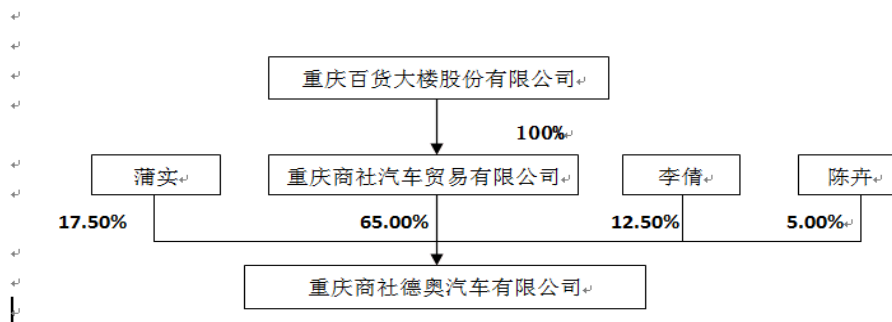 重庆百货大楼股份有限公司
100%
蒲实 重庆商社汽车贸易有限公司 李倩 陈卉
17.50% 65.00% 12.50% 5.00%
重庆商社德奥汽车有限公司